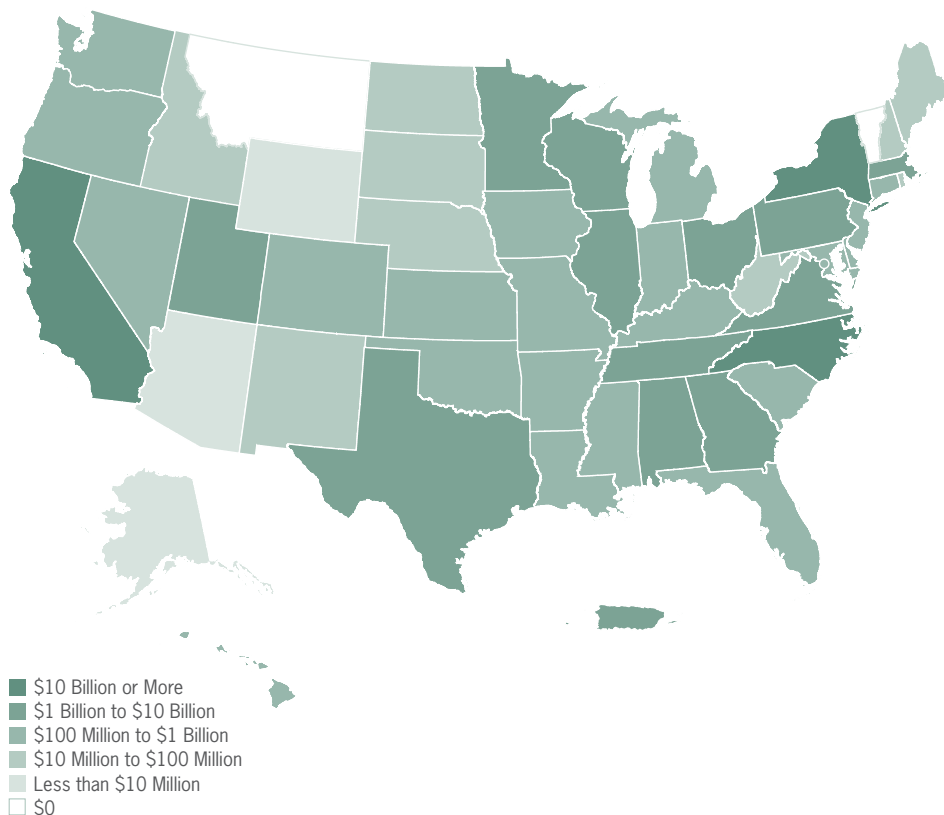 $10 Billion or More
$1 Billion to $10 Billion
$100 Million to $1 Billion
$10 Million to $100 Million
Less than $10 Million
$0